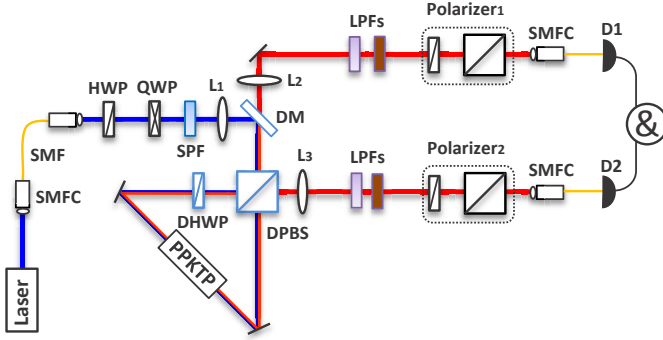 LPFs
Polarizer1
SMFC
D1
HWP
QWP
L1
L2
DM
SPF
SMF
&
L3
LPFs
Polarizer2
SMFC
D2
SMFC
DHWP
DPBS
PPKTP
Laser